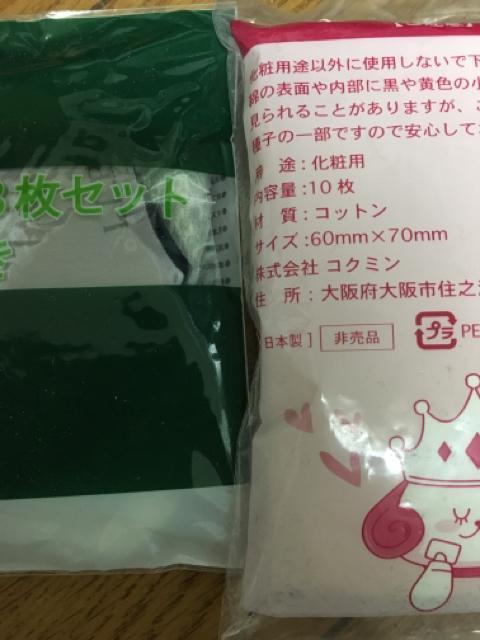 3枚セット
化粧用途以外に使用しないで下
綿の表面や内部に黒や黄色の小
見られることがありますが、こ
種子の一部ですので安心して
用 途:化粧用
内容量:10枚
材 質:コットン
サイズ:60mm×70mm
株式会社 コクミン
住 所:大阪府大阪市住之
日本製] 非売品 プラ PE